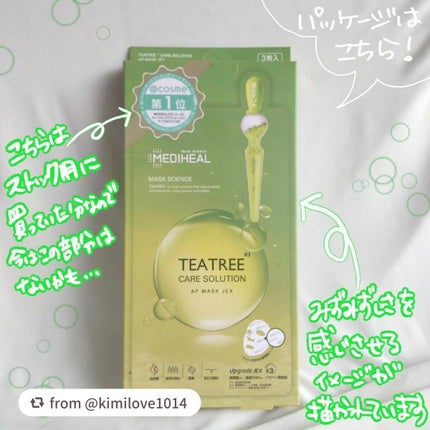 パッケージは
こちら!
TEATREE CARE SOLUTION
AP MASK JEX
3枚入
@cosme
第1位
MASK SCIENCE
MEDIHEAL
MASK SCIENCE
こちらは
ストック用に
買っていたかなので
今はこの部分は
ないかも…
TEATREE
CARE SOLUTION
AP MASK JEX
みずみずしさを
感じさせる
イメージが
描かれています
Upgrade JEX X3
from @kimilove1014